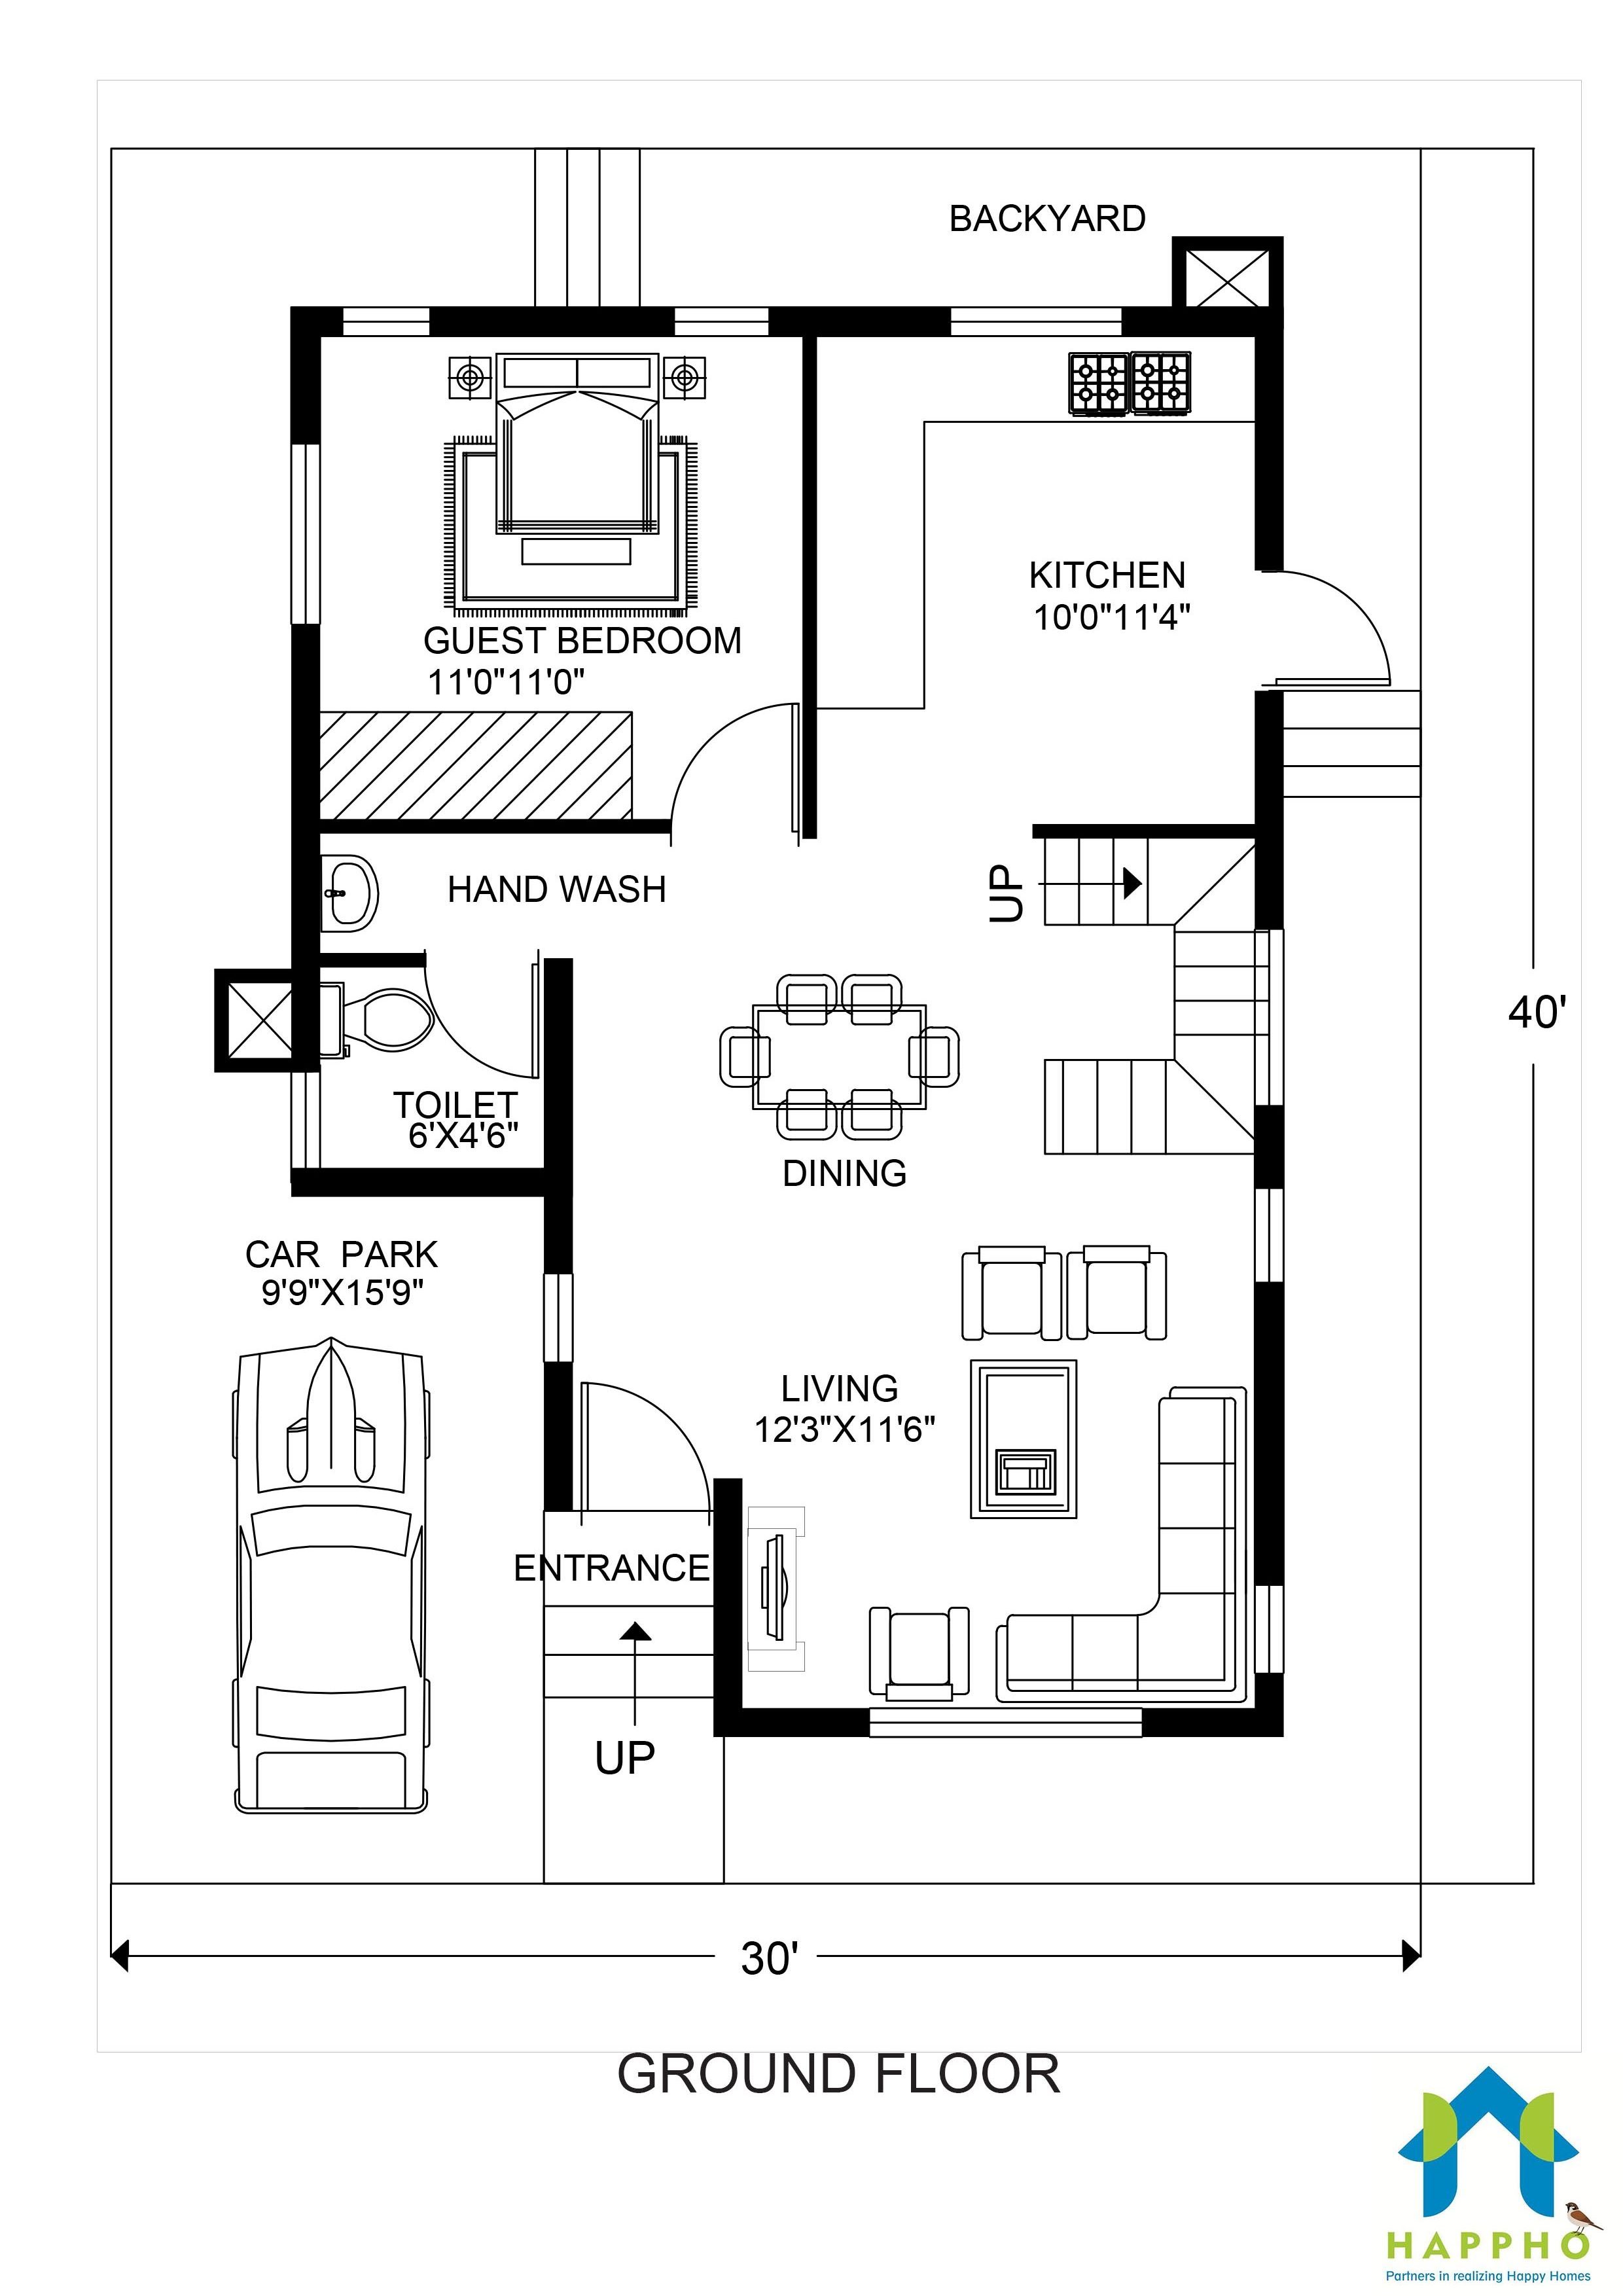 BACKYARD
KITCHEN
10'0"11'4"
GUEST BEDROOM
11'0"11'0"
HAND WASH
UP
TOILET
6'X4'6"
DINING
40'
CAR PARK
9'9"X15'9"
LIVING
12'3"X11'6"
ENTRANCE
UP
30'
GROUND FLOOR
HAPPHO
Partners in realizing Happy Homes